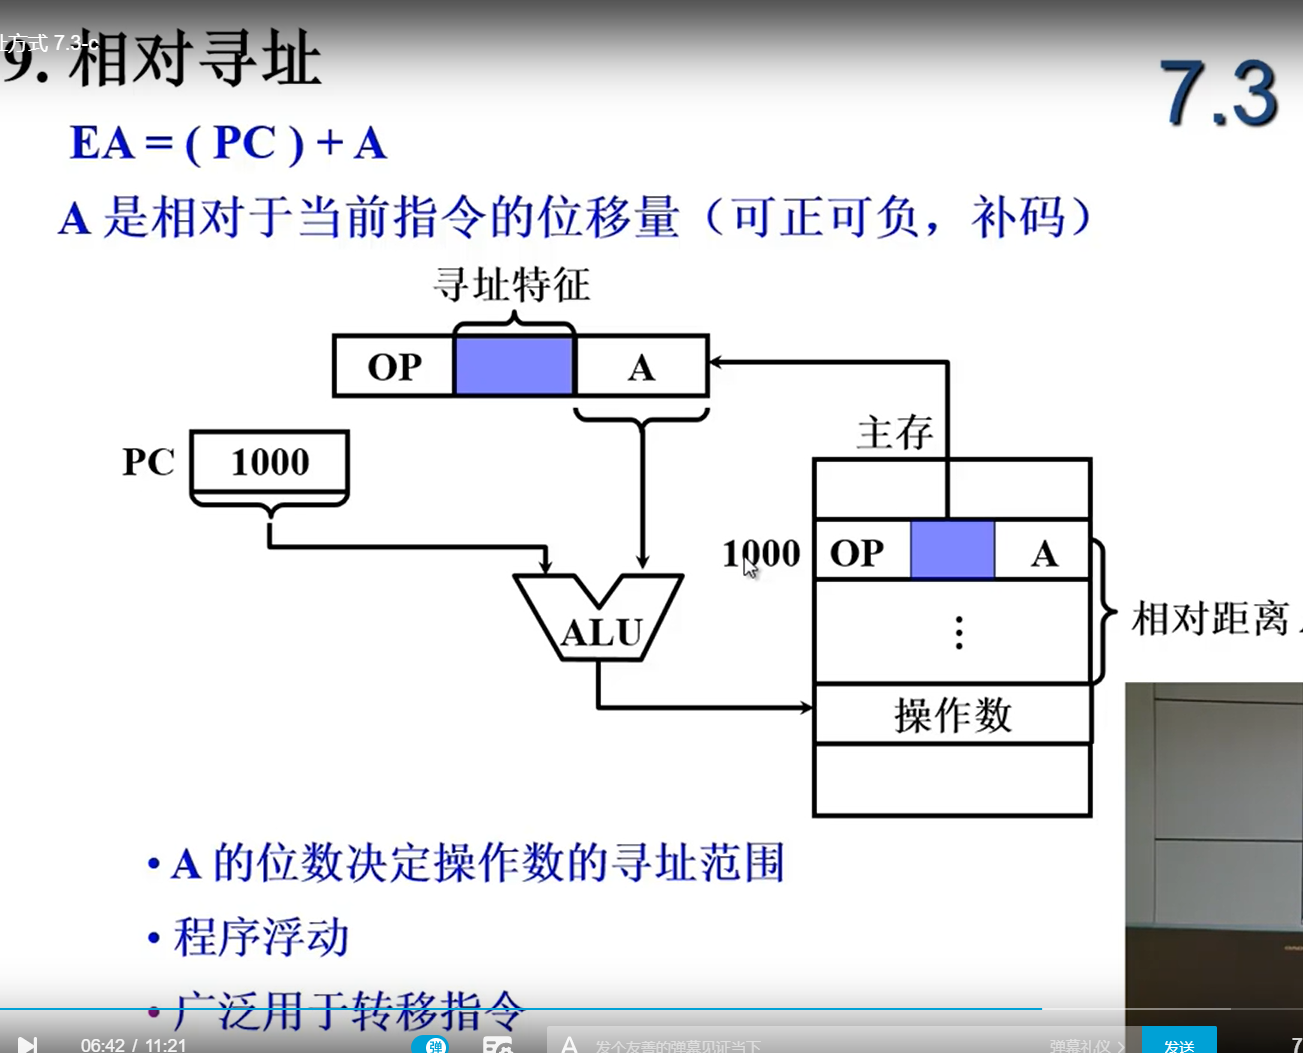 址方式 7.3-c
9. 相对寻址
7.3
EA = ( PC ) + A
A 是相对于当前指令的位移量（可正可负，补码）
寻址特征
OP A
PC 1000
主存
1000 OP A
相对距离
ALU
操作数
• A 的位数决定操作数的寻址范围
• 程序浮动
• 广泛用于转移指令
06:42 / 11:21 弹 A 发个友善的弹幕见证当下 弹幕礼仪 > 发送 7